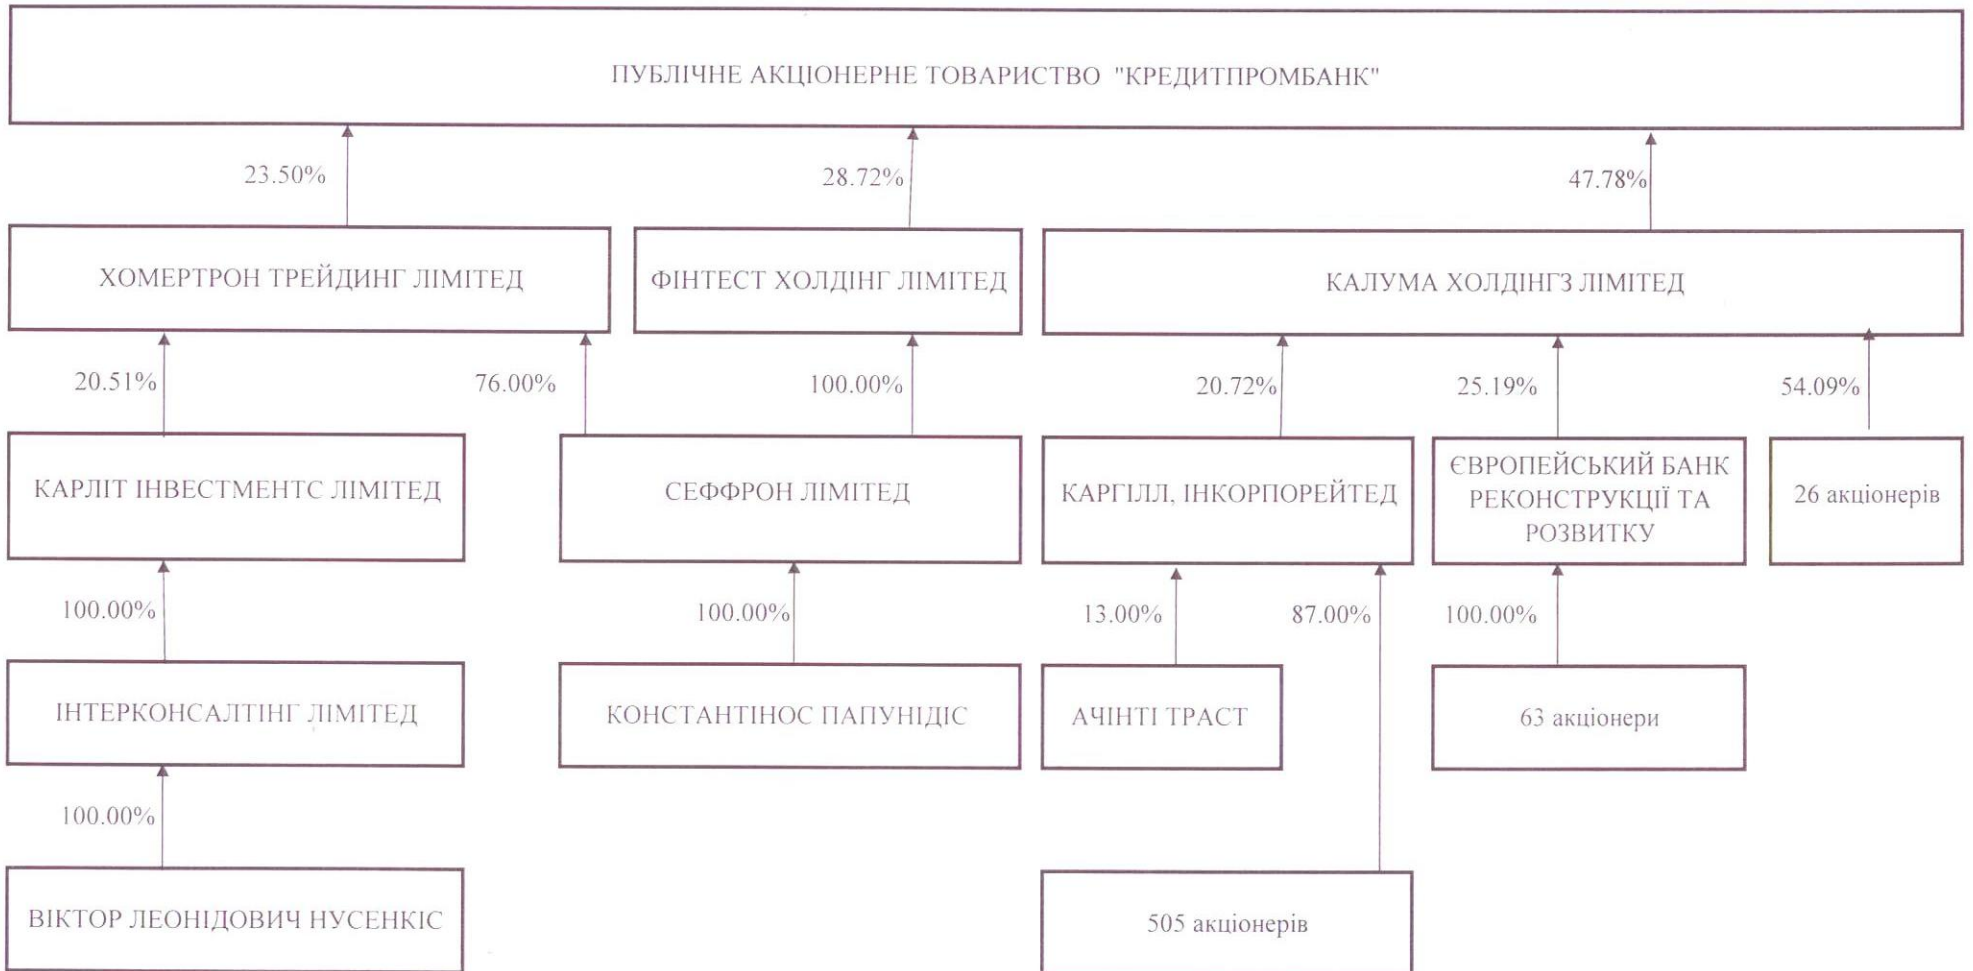 ПУБЛІЧНЕ АКЦІОНЕРНЕ ТОВАРИСТВО "КРЕДИТПРОМБАНК"
23.50%
28.72%
47.78%
ХОМЕРТРОН ТРЕЙДИНГ ЛІМІТЕД
ФІНТЕСТ ХОЛДІНГ ЛІМІТЕД
КАЛУМА ХОЛДІНГЗ ЛІМІТЕД
20.51%
76.00%
100.00%
20.72%
25.19%
54.09%
КАРЛІТ ІНВЕСТМЕНТС ЛІМІТЕД
СЕФФРОН ЛІМІТЕД
КАРГІЛЛ, ІНКОРПОРЕЙТЕД
ЄВРОПЕЙСЬКИЙ БАНК
РЕКОНСТРУКЦІЇ ТА
РОЗВИТКУ
26 акціонерів
100.00%
100.00%
13.00%
87.00%
100.00%
ІНТЕРКОНСАЛТІНГ ЛІМІТЕД
КОНСТАНТІНОС ПАПУНІДІС
АЧІНТІ ТРАСТ
63 акціонери
100.00%
ВІКТОР ЛЕОНІДОВИЧ НУСЕНКІС
505 акціонерів